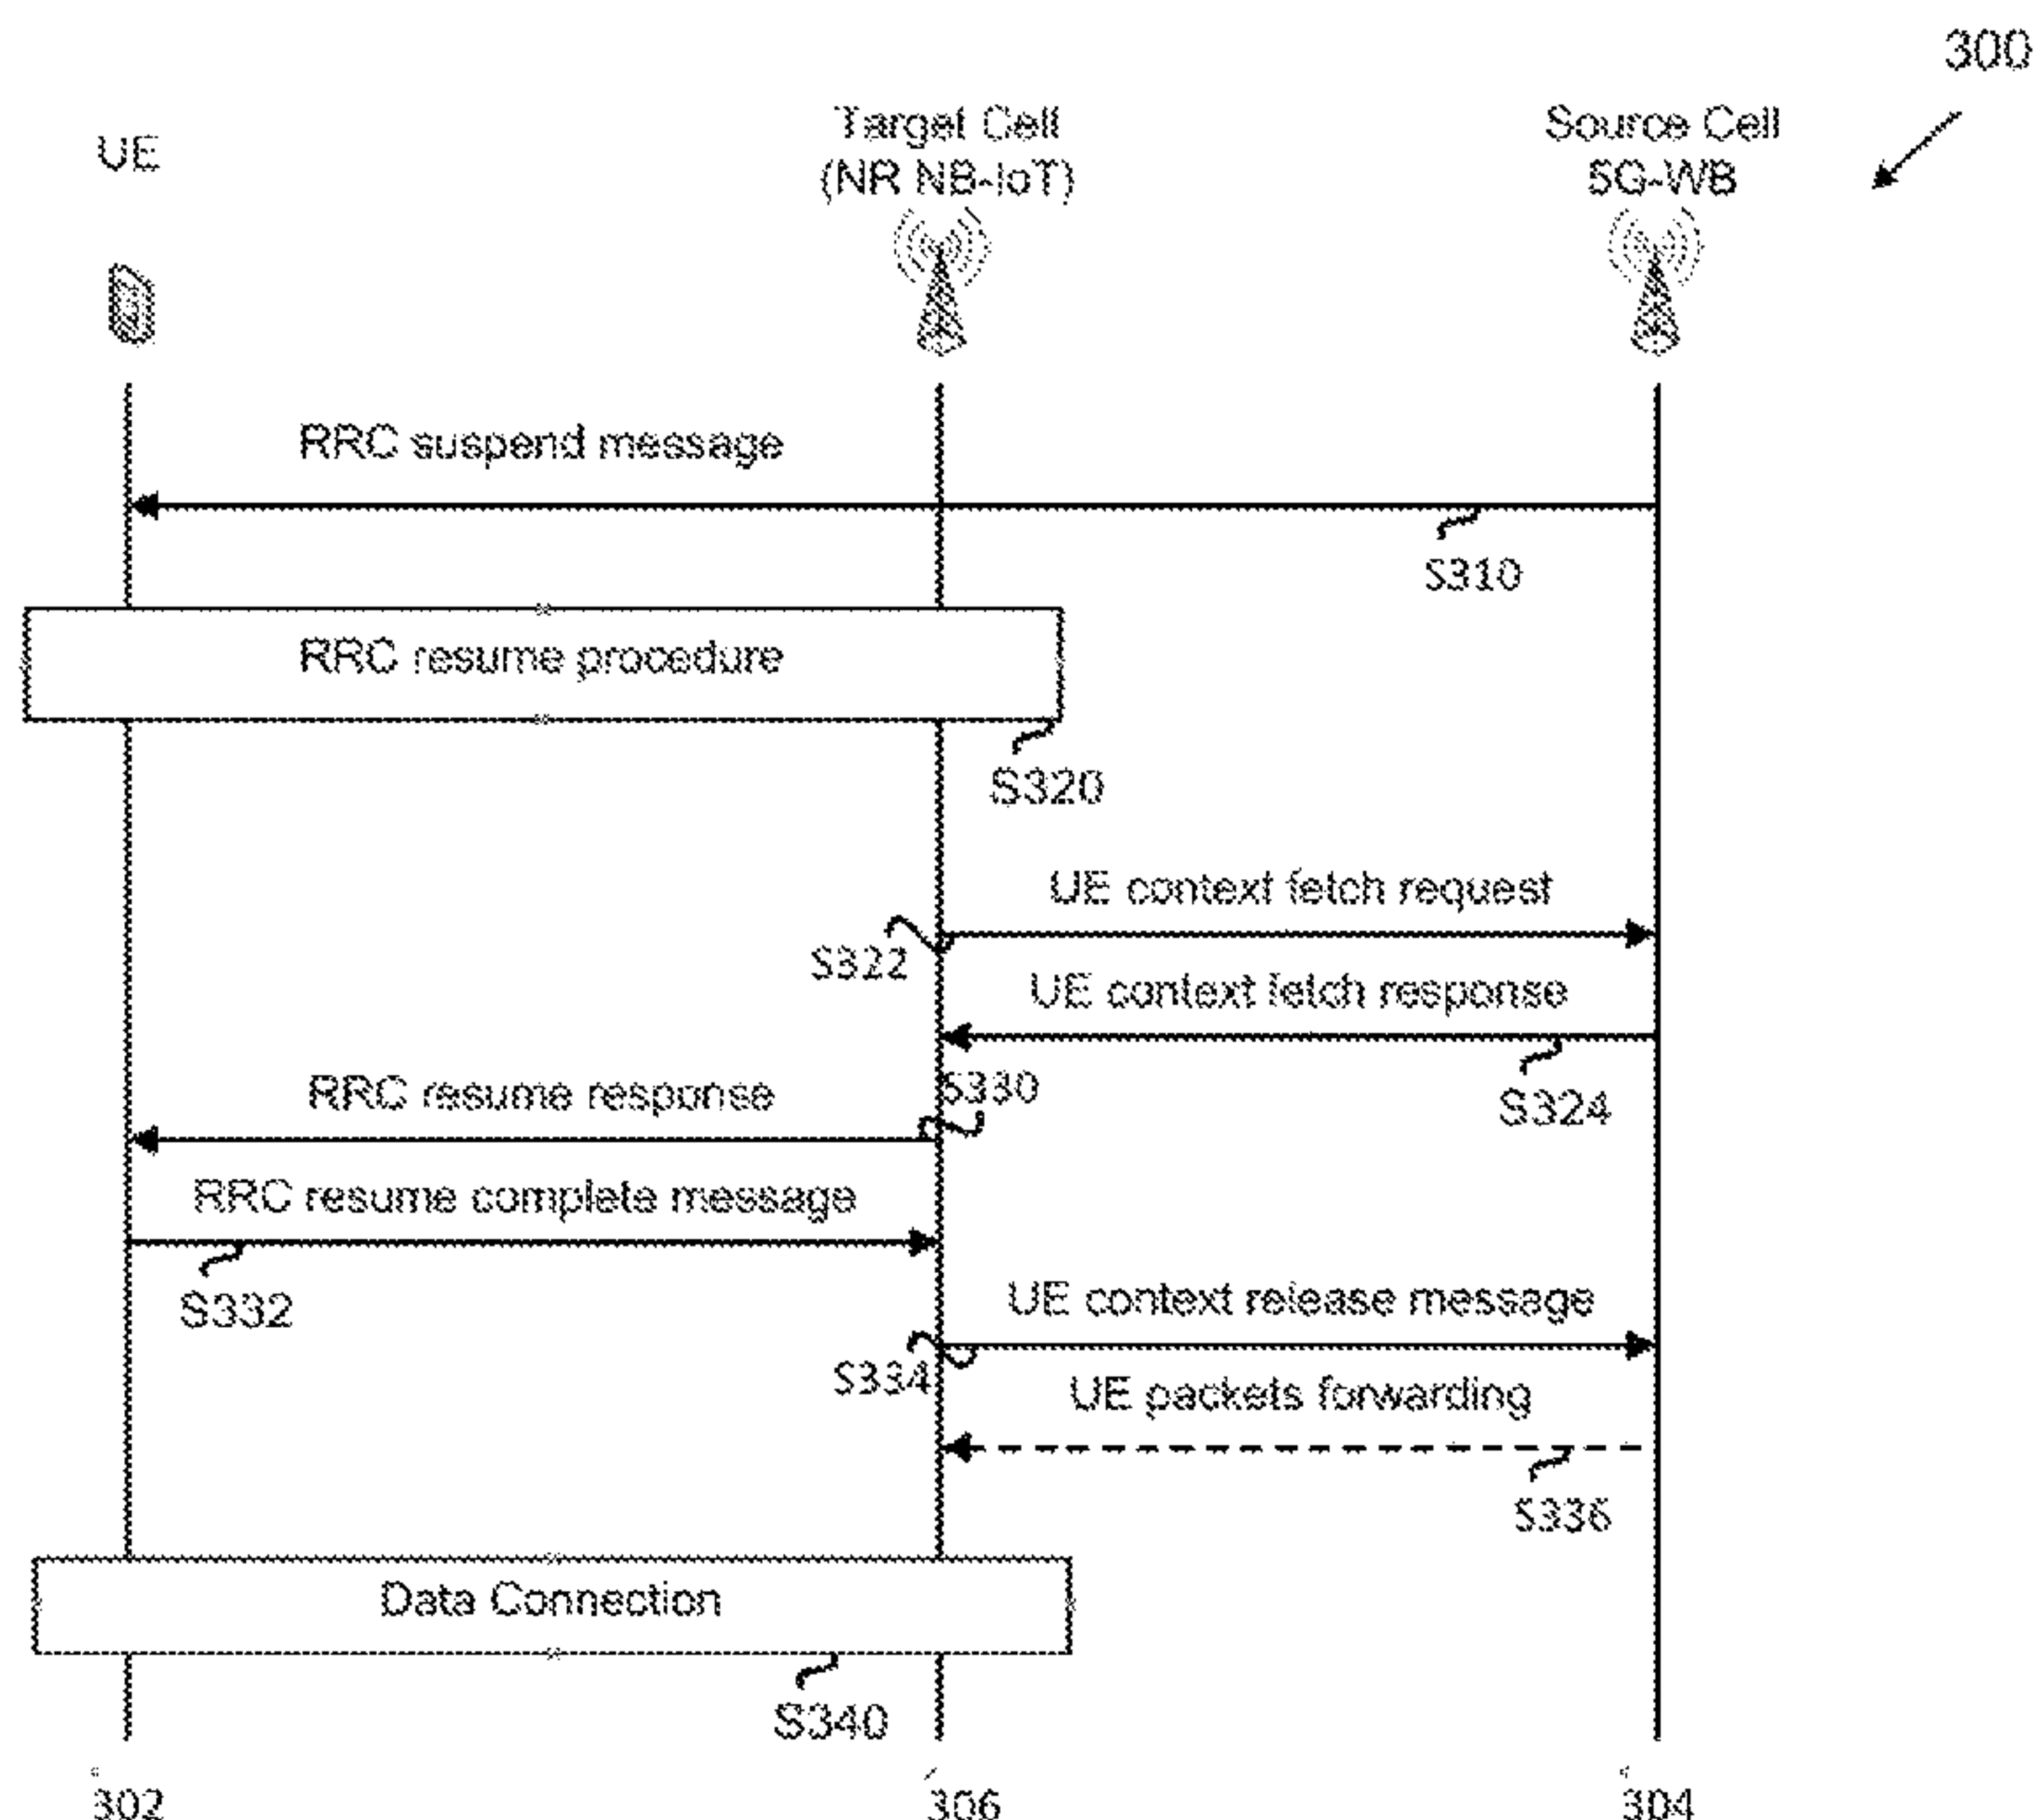 300
UE
Target Cell
(NR NB-IoT)
Source Cell
5G-WB
RRC suspend message
S310
RRC resume procedure
S320
UE context fetch request
S322
UE context fetch response
S324
S330
RRC resume response
RRC resume complete message
S332
UE context release message
S334
UE packets forwarding
S336
Data Connection
S340
302
306
304